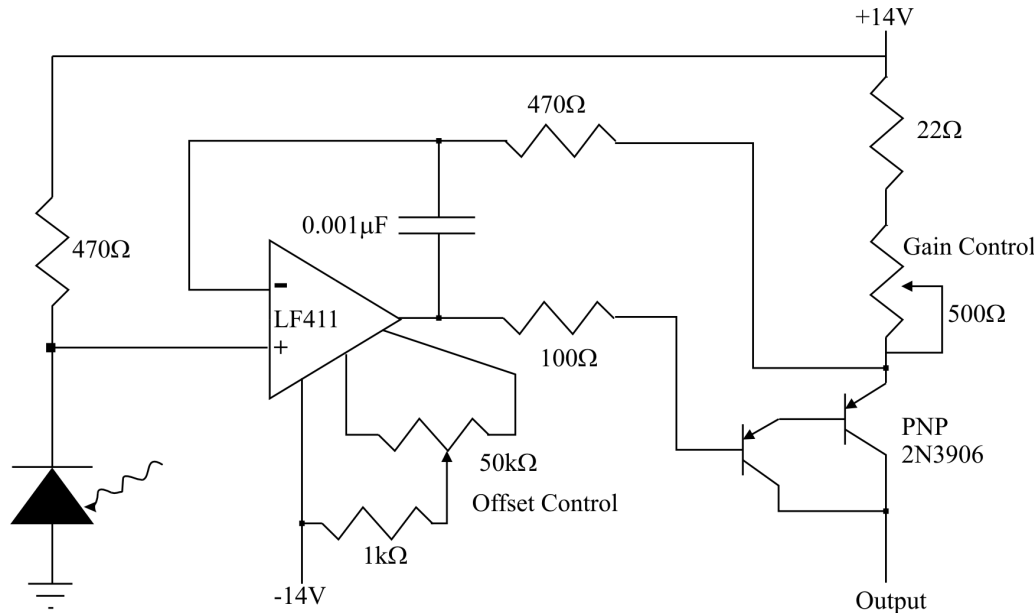 +14V
470Ω
22Ω
470Ω
0.001μF
Gain Control
-
LF411
500Ω
+
100Ω
PNP
2N3906
50kΩ
Offset Control
1kΩ
-14V
Output